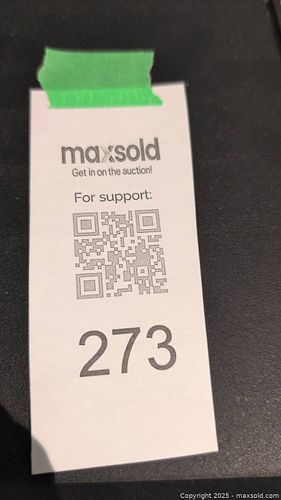 maxsold
Get in on the auction!
For support:
273
Copyright 2025 - maxsold.com